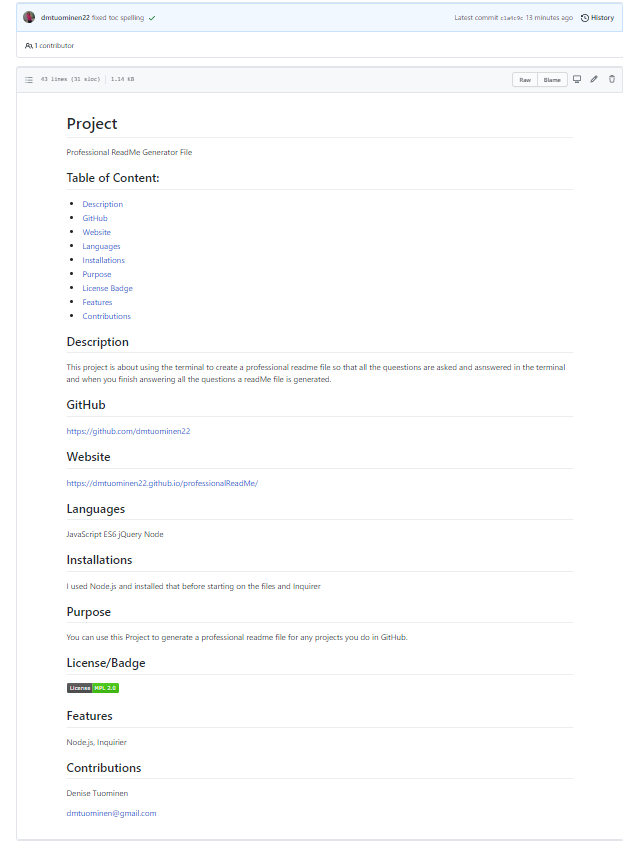 dmtuominen22 fixed toc spelling
Latest commit c1a4c9c 13 minutes ago History
1 contributor
43 lines (31 sloc) 1.14 KB
Raw Blame
Project
Professional ReadMe Generator File
Table of Content:
Description
GitHub
Website
Languages
Installations
Purpose
License Badge
Features
Contributions
Description
This project is about using the terminal to create a professional readme file so that all the queestions are asked and asnswered in the terminal
and when you finish answering all the questions a readMe file is generated.
GitHub
https://github.com/dmtuominen22
Website
https://dmtuominen22.github.io/professionalReadMe/
Languages
JavaScript ES6 jQuery Node
Installations
I used Node.js and installed that before starting on the files and Inquirer
Purpose
You can use this Project to generate a professional readme file for any projects you do in GitHub.
License/Badge
License MPL 2.0
Features
Node.js, Inquirier
Contributions
Denise Tuominen
dmtuominen@gmail.com